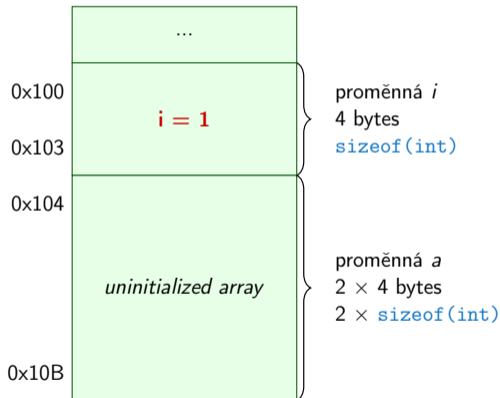 ...
0x100
i = 1
0x103
proměnná i
4 bytes
sizeof(int)
0x104
uninitialized array
0x10B
proměnná a
2 × 4 bytes
2 × sizeof(int)